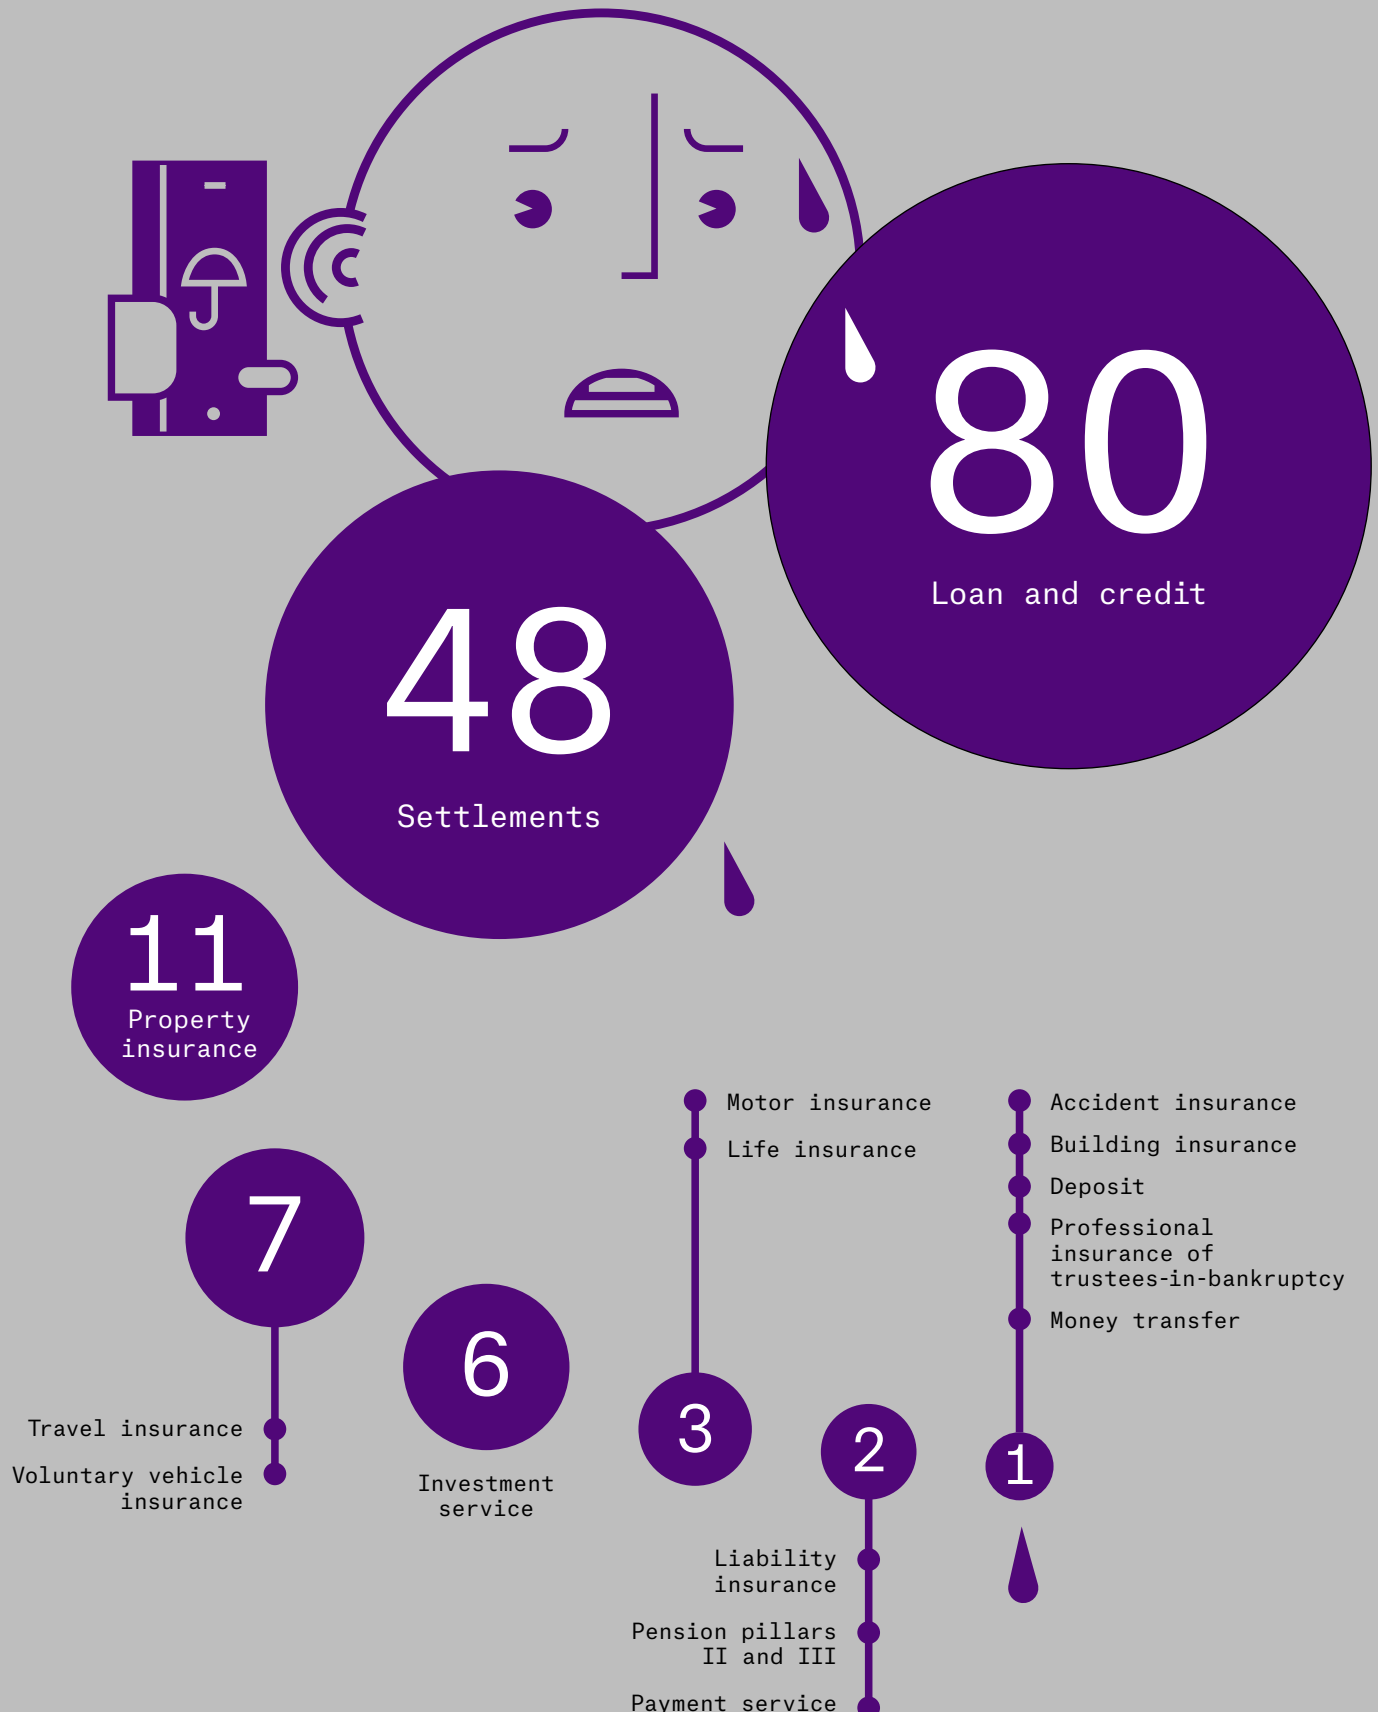 80
Loan and credit
48
Settlements
11
Property
insurance
Motor insurance
Life insurance
3
Accident insurance
Building insurance
Deposit
Professional
insurance of
trustees-in-bankruptcy
Money transfer
1
7
Travel insurance
Voluntary vehicle
insurance
6
Investment
service
2
Liability
insurance
Pension pillars
II and III
Payment service